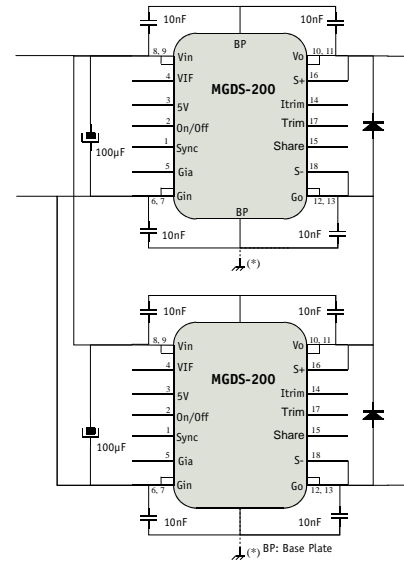 10nF 10nF
8, 9 BP 10, 11
Vin Vo
4 16
VIF S+
MGDS-200
3 14
5V Itrim
2 17
On/Off Trim
100µF
1 15
Sync Share
5 18
Gia S-
Gin Go
6, 7 BP 12, 13
10nF 10nF
(*)
10nF 10nF
8, 9 10, 11
Vin Vo
4 16
VIF S+
MGDS-200
3 14
5V Itrim
2 17
On/Off Trim
1 15
Sync Share
100µF
5 18
Gia S-
Gin Go
6, 7 12, 13
10nF 10nF
(*) BP: Base Plate